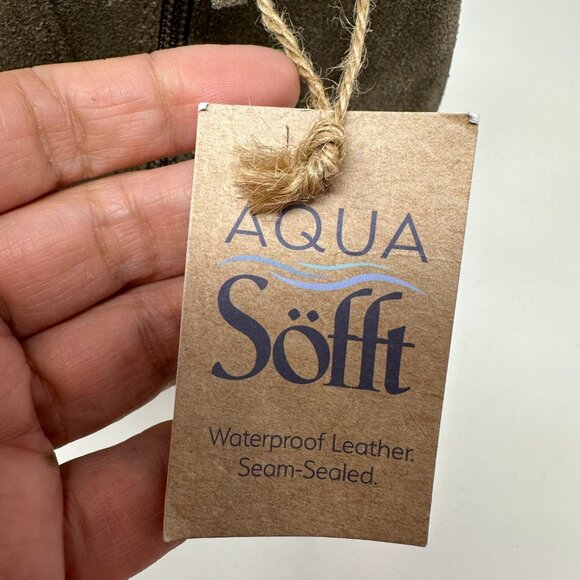 AQUA
Söfft
Waterproof Leather.
Seam-Sealed.